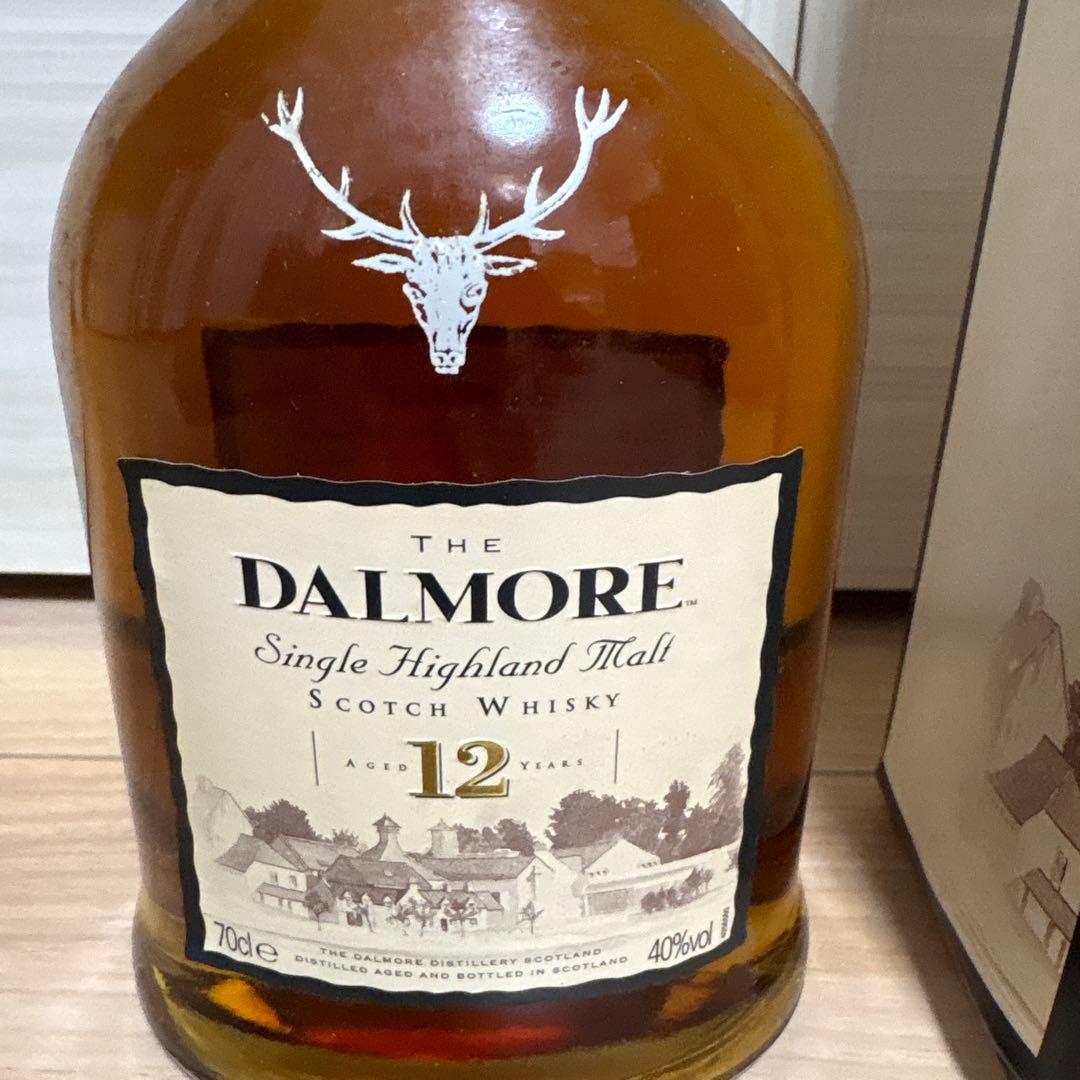 THE
DALMORE™
Single Highland Malt
SCOTCH WHISKY
AGED 12 YEARS
70cl e
THE DALMORE DISTILLERY SCOTLAND
DISTILLED AGED AND BOTTLED IN SCOTLAND
40%vol